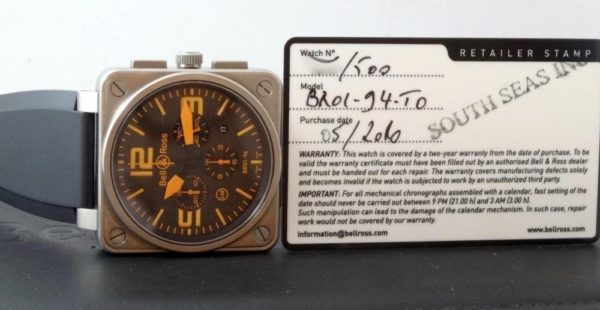 RETAILER STAMP
Watch N°
/500
Model
BR01-94-TO
SOUTH SEAS INC
Purchase date
05/2010
WARRANTY: This watch is covered by a two-year warranty from the date of purchase. To be
valid the warranty certificate must have been filled out by an authorised Bell & Ross dealer
and must be handed out for each repair. The warranty covers manufacturing defects solely
and becomes invalid if the watch is subjected to work by an unauthorized third party.
IMPORTANT: For all mechanical chronographs assembled with a calendar, fast setting of the
date should never be carried out between 9 PM (21.00 h) and 3 AM (3.00 h).
Such manipulation can lead to the damage of the calendar mechanism. In such case, repair
work would not be covered by our warranty.
information@bellross.com
www.bellross.com
12
Bell & Ross
BR01-94